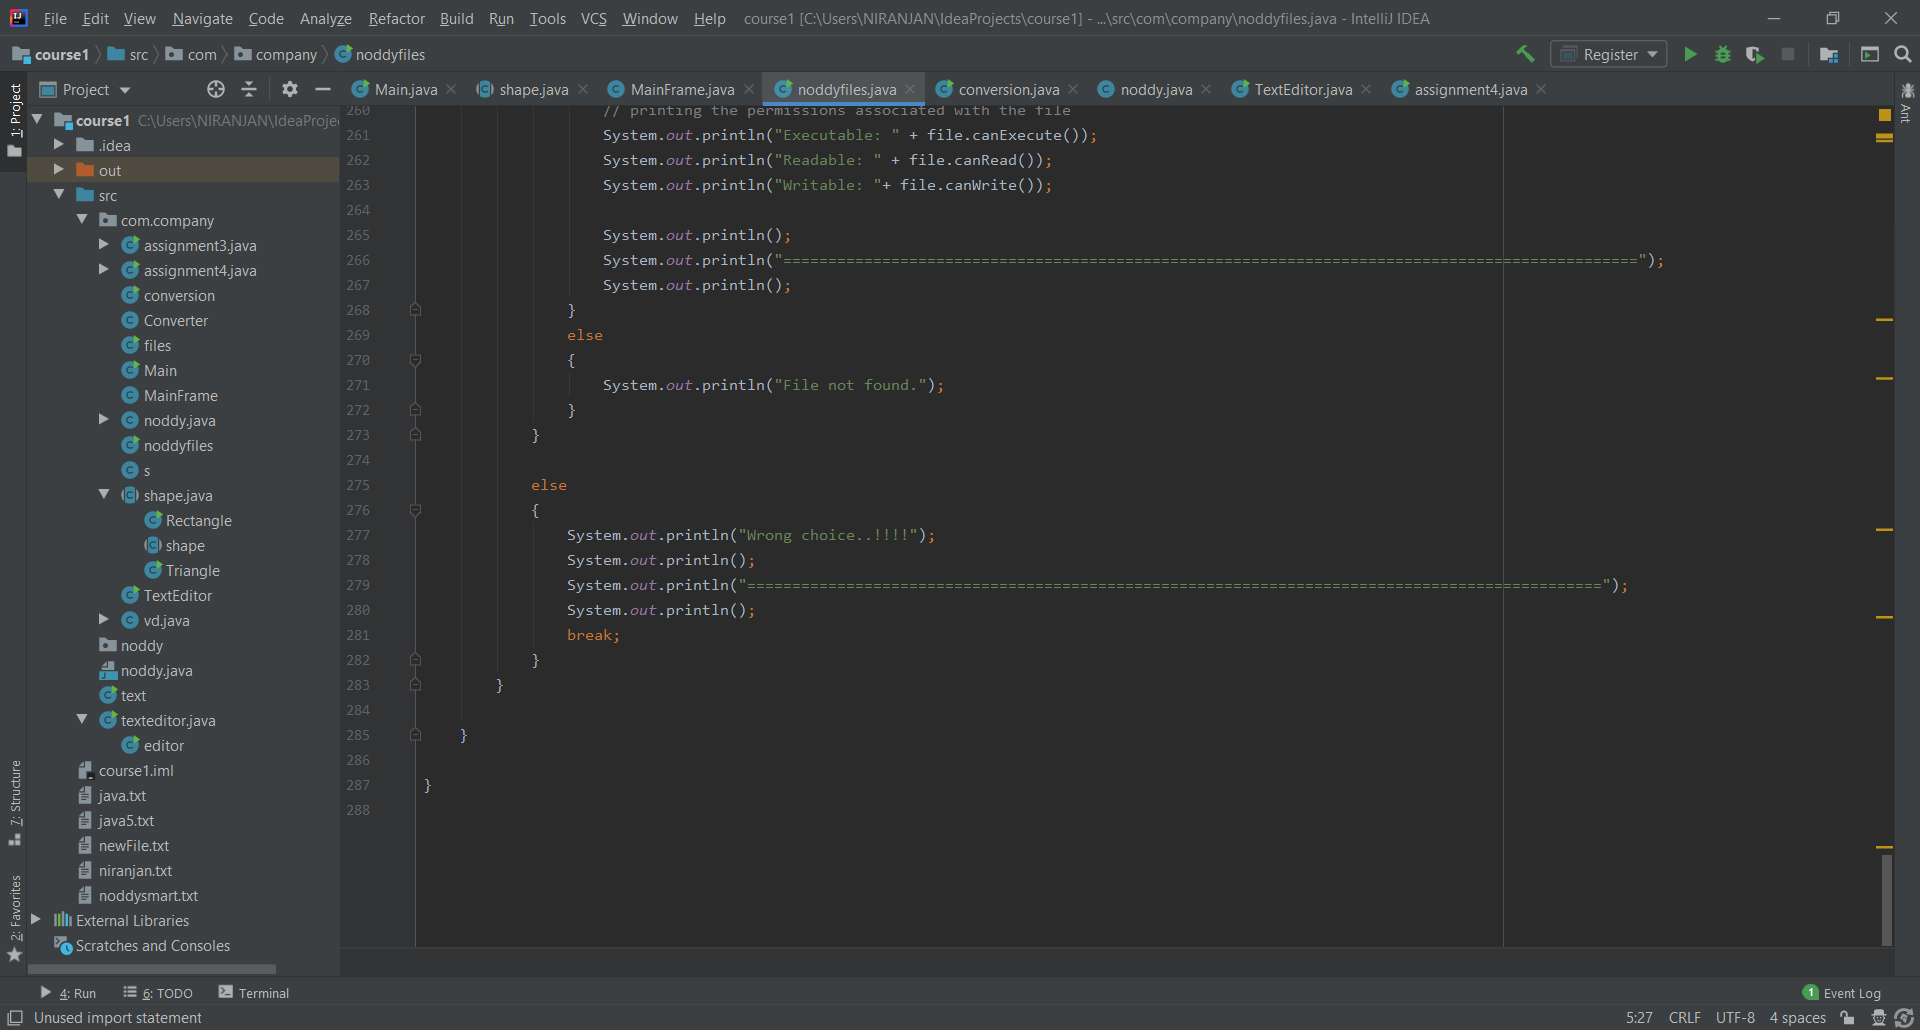 File Edit View Navigate Code Analyze Refactor Build Run Tools VCS Window Help course1 [C:\Users\NIRANJAN\IdeaProjects\course1] - ...\src\com\company\noddyfiles.java - IntelliJ IDEA
course1 src com company noddyfiles Register
Project Main.java shape.java MainFrame.java noddyfiles.java conversion.java noddy.java TextEditor.java assignment4.java
1: Project
7: Structure
2: Favorites
Ant
course1 C:\Users\NIRANJAN\IdeaProje
.idea
out
src
com.company
assignment3.java
assignment4.java
conversion
Converter
files
Main
MainFrame
noddy.java
noddyfiles
s
shape.java
Rectangle
shape
Triangle
TextEditor
vd.java
noddy
noddy.java
text
texteditor.java
editor
course1.iml
java.txt
java5.txt
newFile.txt
niranjan.txt
noddysmart.txt
External Libraries
Scratches and Consoles
260 // printing the permissions associated with the file
261 System.out.println("Executable: " + file.canExecute());
262 System.out.println("Readable: " + file.canRead());
263 System.out.println("Writable: "+ file.canWrite());
264
265 System.out.println();
266 System.out.println("===============================================================================================");
267 System.out.println();
268 }
269 else
270 {
271 System.out.println("File not found.");
272 }
273 }
274
275 else
276 {
277 System.out.println("Wrong choice..!!!!");
278 System.out.println();
279 System.out.println("===============================================================================================");
280 System.out.println();
281 break;
282 }
283 }
284
285 }
286
287 }
288
4: Run 6: TODO Terminal 1 Event Log
Unused import statement 5:27 CRLF UTF-8 4 spaces